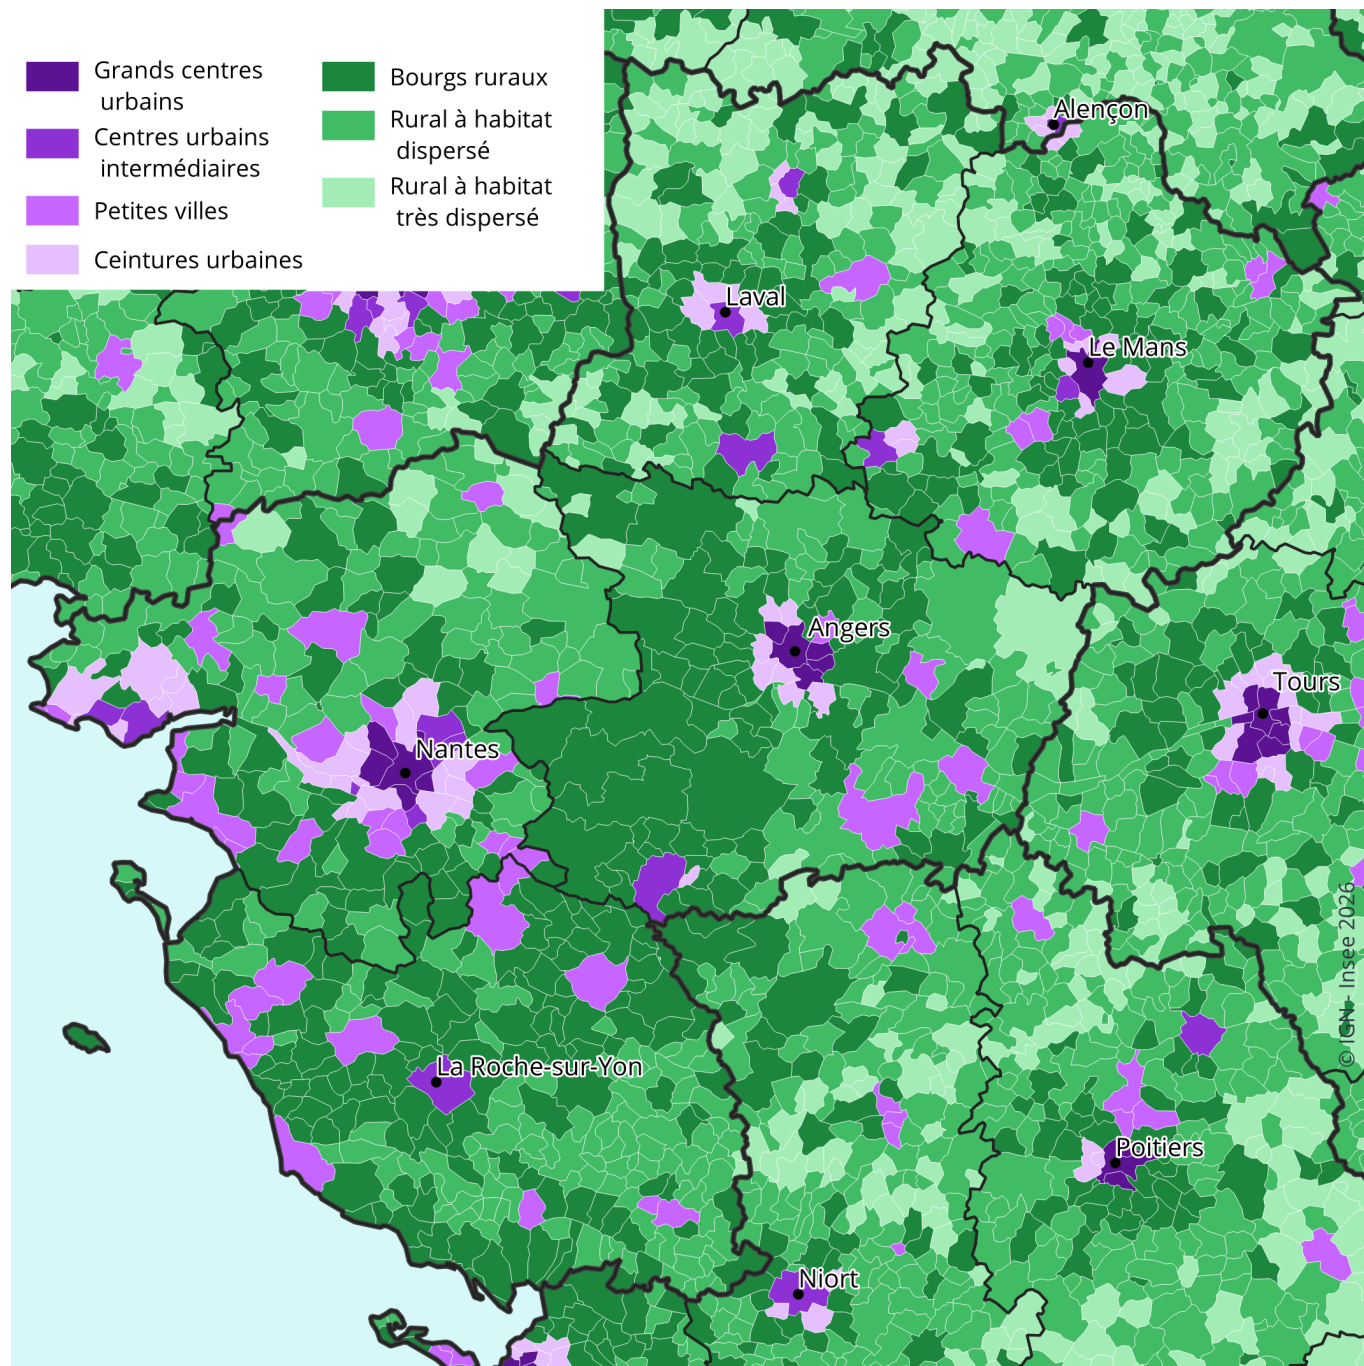 Grands centres
urbains
Centres urbains
intermédiaires
Petites villes
Ceintures urbaines
Bourgs ruraux
Rural à habitat
dispersé
Rural à habitat
très dispersé
Alençon
Laval
Le Mans
Angers
Tours
Nantes
La Roche-sur-Yon
Poitiers
Niort
© IGN - Insee 2026